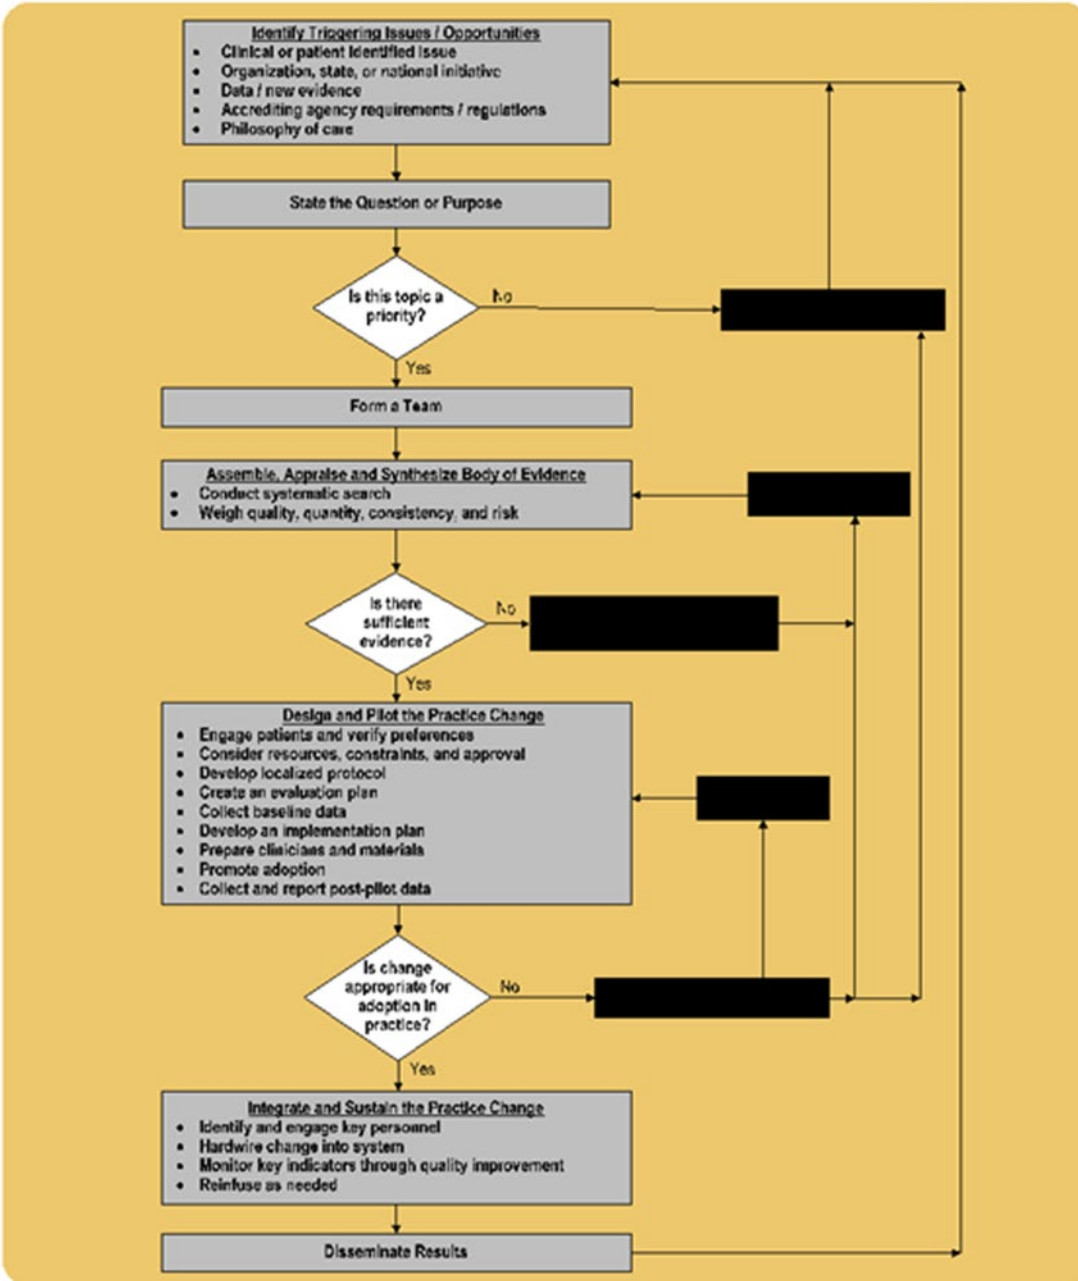 Identify Triggering Issues / Opportunities
Clinical or patient identified issue
Organization, state, or national initiative
Data / new evidence
Accrediting agency requirements / regulations
Philosophy of care
State the Question or Purpose
Is this topic a
priority?
No
Yes
Form a Team
Assemble, Appraise and Synthesize Body of Evidence
Conduct systematic search
Weigh quality, quantity, consistency, and risk
Is there
sufficient
evidence?
No
Yes
Design and Pilot the Practice Change
Engage patients and verify preferences
Consider resources, constraints, and approval
Develop localized protocol
Create an evaluation plan
Collect baseline data
Develop an implementation plan
Prepare clinicians and materials
Promote adoption
Collect and report post-pilot data
Is change
appropriate for
adoption in
practice?
No
Yes
Integrate and Sustain the Practice Change
Identify and engage key personnel
Hardwire change into system
Monitor key indicators through quality improvement
Reinfuse as needed
Disseminate Results